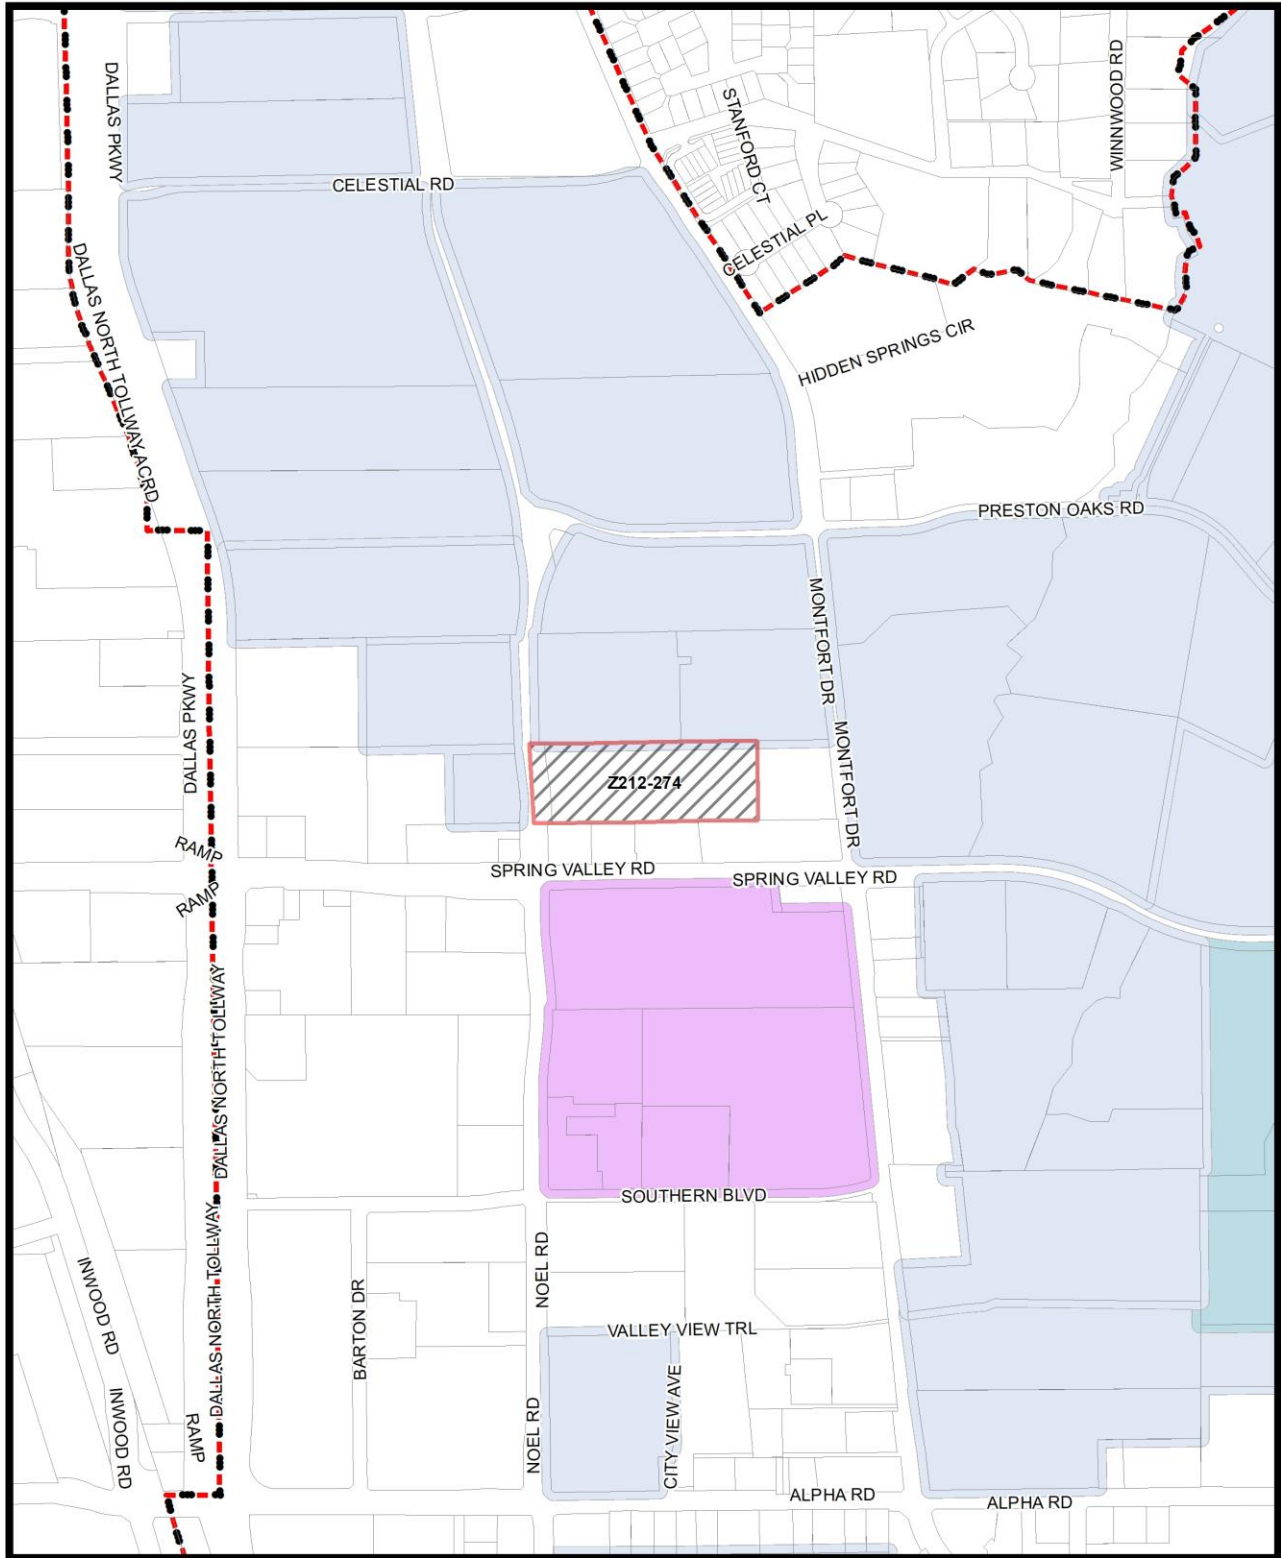 DALLAS PKWY
WINNWOOD RD
STANFORD CT
CELESTIAL RD
CELESTIAL PL
DALLAS NORTH TOLLWAY ACRD
HIDDEN SPRINGS CIR
PRESTON OAKS RD
MONTFORT DR
DALLAS PKWY
MONTFORT DR
Z212-274
RAMP
SPRING VALLEY RD
SPRING VALLEY RD
RAMP
DALLAS NORTH TOLLWAY
DALLAS NORTH TOLLWAY
SOUTHERN BLVD
DALLAS NORTH TOLLWAY
NOEL RD
INWOOD RD
BARTON DR
VALLEY VIEW TRL
CITY VIEW AVE
INWOOD RD
RAMP
NOEL RD
ALPHA RD
ALPHA RD